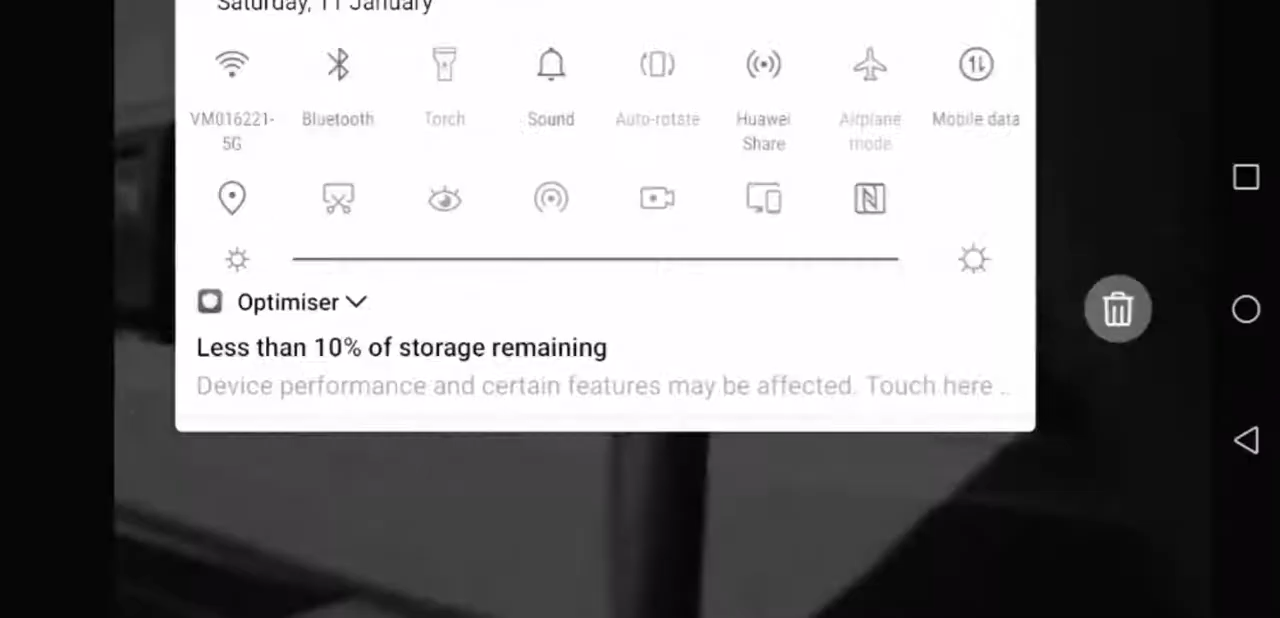 Saturday, 11 January
VM016221-5G Bluetooth Torch Sound Auto-rotate Huawei Share Airplane mode Mobile data
Optimiser
Less than 10% of storage remaining
Device performance and certain features may be affected. Touch here ..